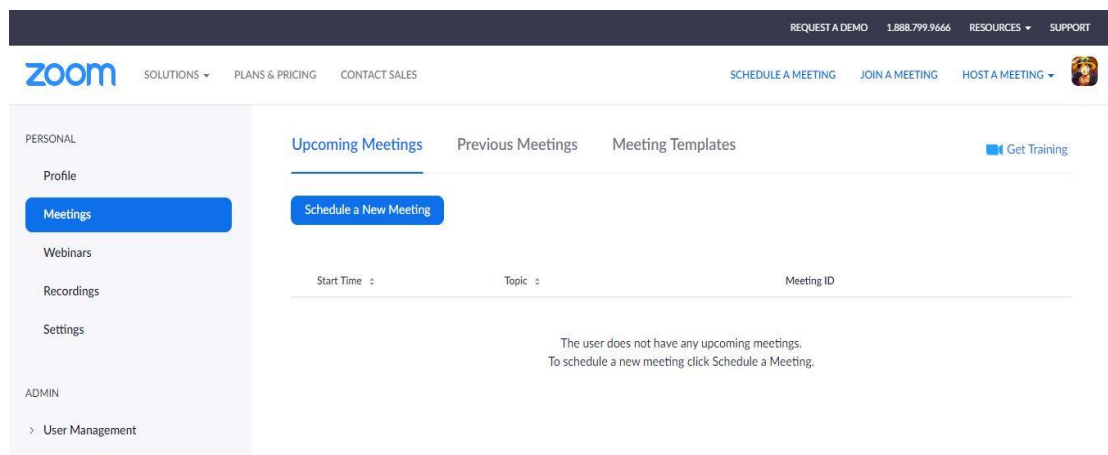 REQUEST A DEMO 1.888.799.9666 RESOURCES SUPPORT
zoom SOLUTIONS PLANS & PRICING CONTACT SALES SCHEDULE A MEETING JOIN A MEETING HOST A MEETING
PERSONAL
Profile
Meetings
Webinars
Recordings
Settings
ADMIN
User Management
Upcoming Meetings Previous Meetings Meeting Templates Get Training
Schedule a New Meeting
Start Time Topic Meeting ID
The user does not have any upcoming meetings.
To schedule a new meeting click Schedule a Meeting.